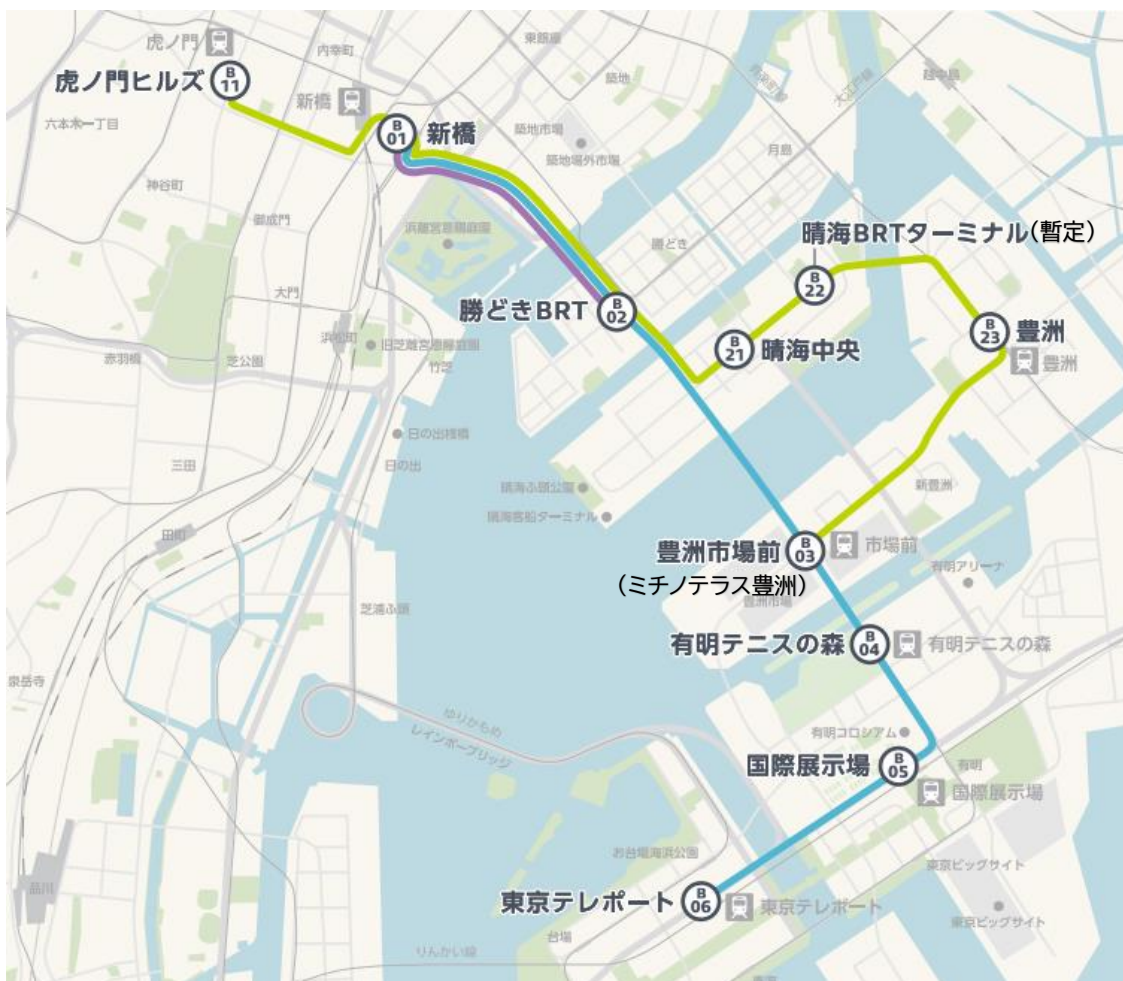 虎ノ門
内幸町
東銀座
虎ノ門ヒルズ
B
11
新橋
築地
越中島
大江戸線
六本木一丁目
B
01
新橋
築地市場
築地場外市場
月島
神谷町
御成門
浜離宮恩賜庭園
勝どき
晴海BRTターミナル(暫定)
B
22
大門
勝どきBRT
B
02
浜松町
旧芝離宮恩賜庭園
B
21
晴海中央
B
23
豊洲
豊洲
赤羽橋
芝公園
竹芝
日の出桟橋
日の出
三田
晴海ふ頭公園
晴海客船ターミナル
新豊洲
田町
豊洲市場前
B
03
市場前
(ミチノテラス豊洲)
豊洲市場
有明アリーナ
芝浦ふ頭
有明テニスの森
B
04
有明テニスの森
泉岳寺
ゆりかもめ
レインボーブリッジ
有明コロシアム
国際展示場
B
05
有明
国際展示場
お台場海浜公園
東京ビッグサイト
品川
東京テレポート
B
06
東京テレポート
東京ビッグサイト
台場
りんかい線